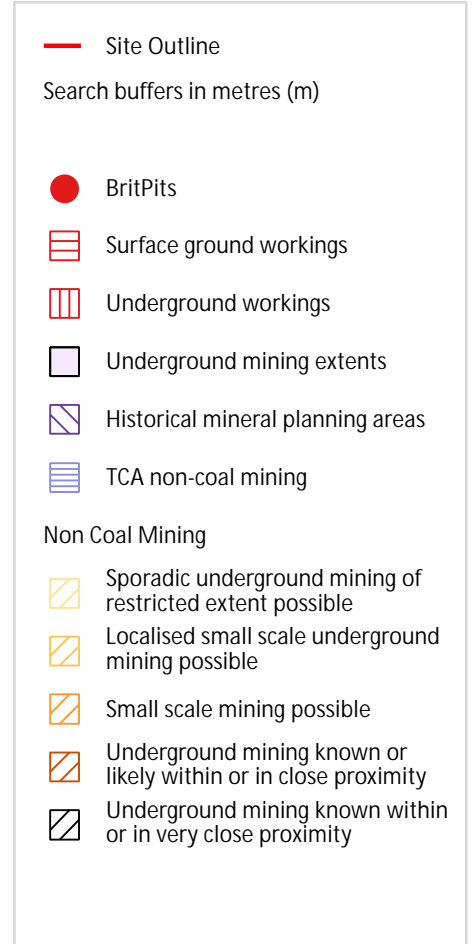 Site Outline
Search buffers in metres (m)
BritPits
Surface ground workings
Underground workings
Underground mining extents
Historical mineral planning areas
TCA non-coal mining
Non Coal Mining
Sporadic underground mining of
restricted extent possible
Localised small scale underground
mining possible
Small scale mining possible
Underground mining known or
likely within or in close proximity
Underground mining known within
or in very close proximity